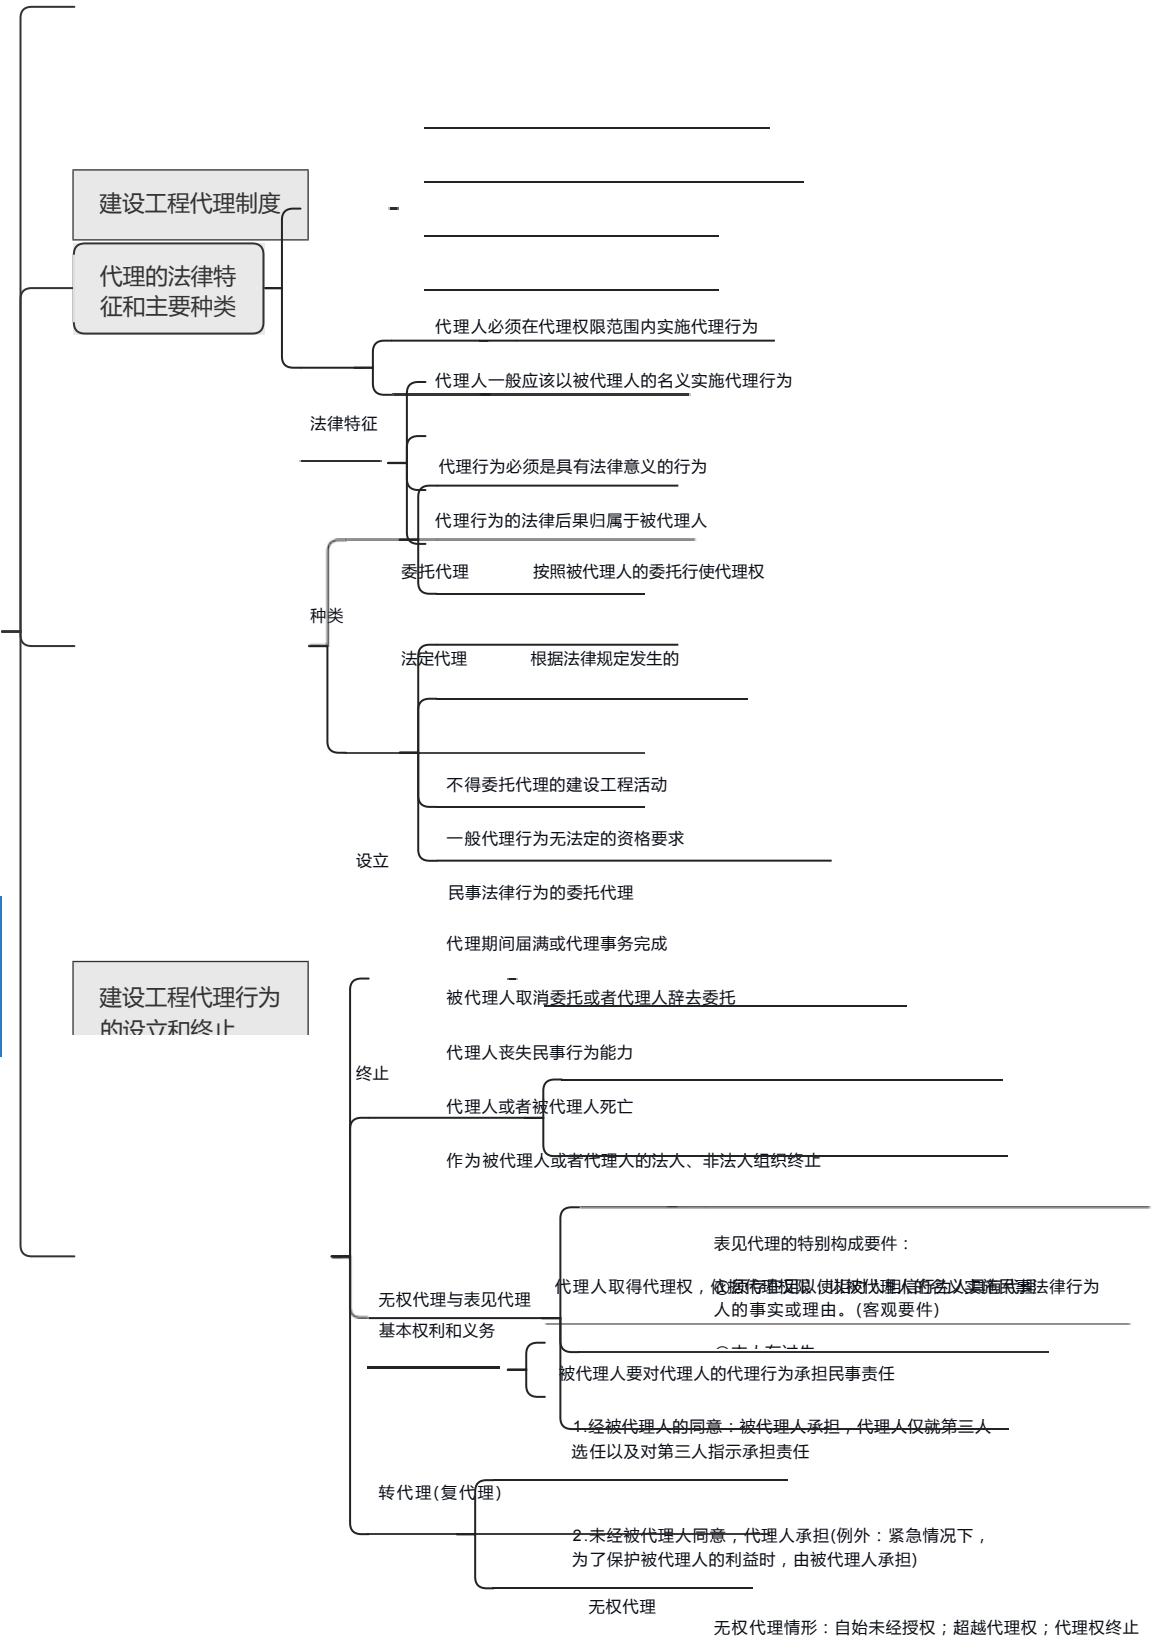 建设工程代理制度
代理的法律特
征和主要种类
代理人必须在代理权限范围内实施代理行为
代理人一般应该以被代理人的名义实施代理行为
法律特征
代理行为必须是具有法律意义的行为
代理行为的法律后果归属于被代理人
委托代理 按照被代理人的委托行使代理权
种类
法定代理 根据法律规定发生的
不得委托代理的建设工程活动
一般代理行为无法定的资格要求
设立
民事法律行为的委托代理
代理期间届满或代理事务完成
建设工程代理行为
的设立和终止
被代理人取消委托或者代理人辞去委托
代理人丧失民事行为能力
终止
代理人或者被代理人死亡
作为被代理人或者代理人的法人、非法人组织终止
表见代理的特别构成要件：
代理人取得代理权，
法律行为
无权代理与表见代理
人的事实或理由。(客观要件)
基本权利和义务
被代理人要对代理人的代理行为承担民事责任
1.经被代理人的同意：被代理人承担，代理人仅就第三人
选任以及对第三人指示承担责任
转代理(复代理)
2.未经被代理人同意，代理人承担(例外：紧急情况下，
为了保护被代理人的利益时，由被代理人承担)
无权代理
无权代理情形：自始未经授权；超越代理权；代理权终止